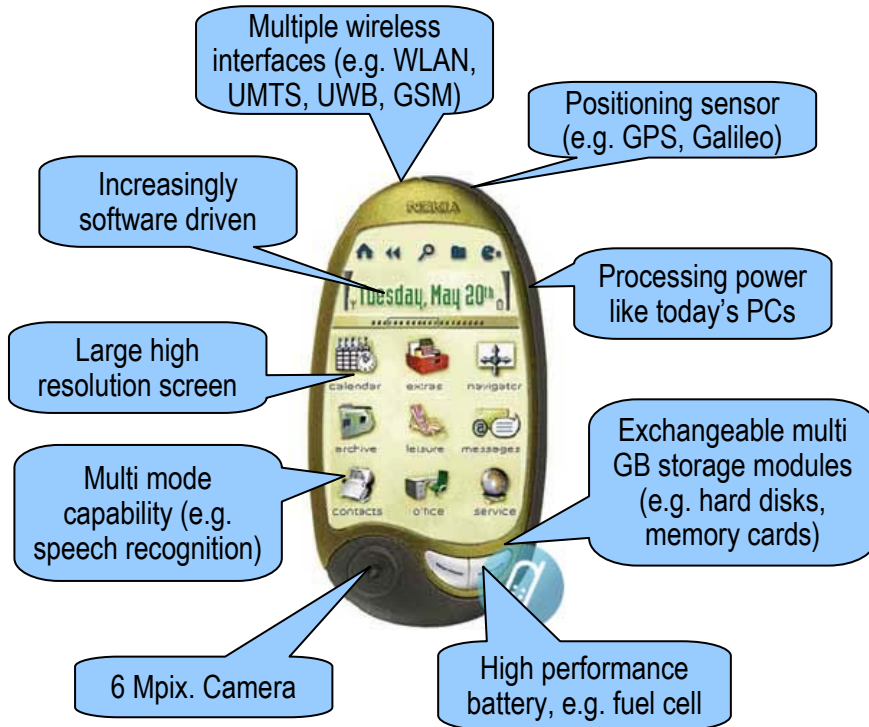 Multiple wireless
interfaces (e.g. WLAN,
UMTS, UWB, GSM)
Positioning sensor
(e.g. GPS, Galileo)
Increasingly
software driven
NOKIA
Tuesday, May 20th
Processing power
like today's PCs
Large high
resolution screen
calendar extras navigator
archive leisure messages
Exchangeable multi
GB storage modules
(e.g. hard disks,
memory cards)
Multi mode
capability (e.g.
speech recognition)
contacts office service
6 Mpix. Camera
High performance
battery, e.g. fuel cell